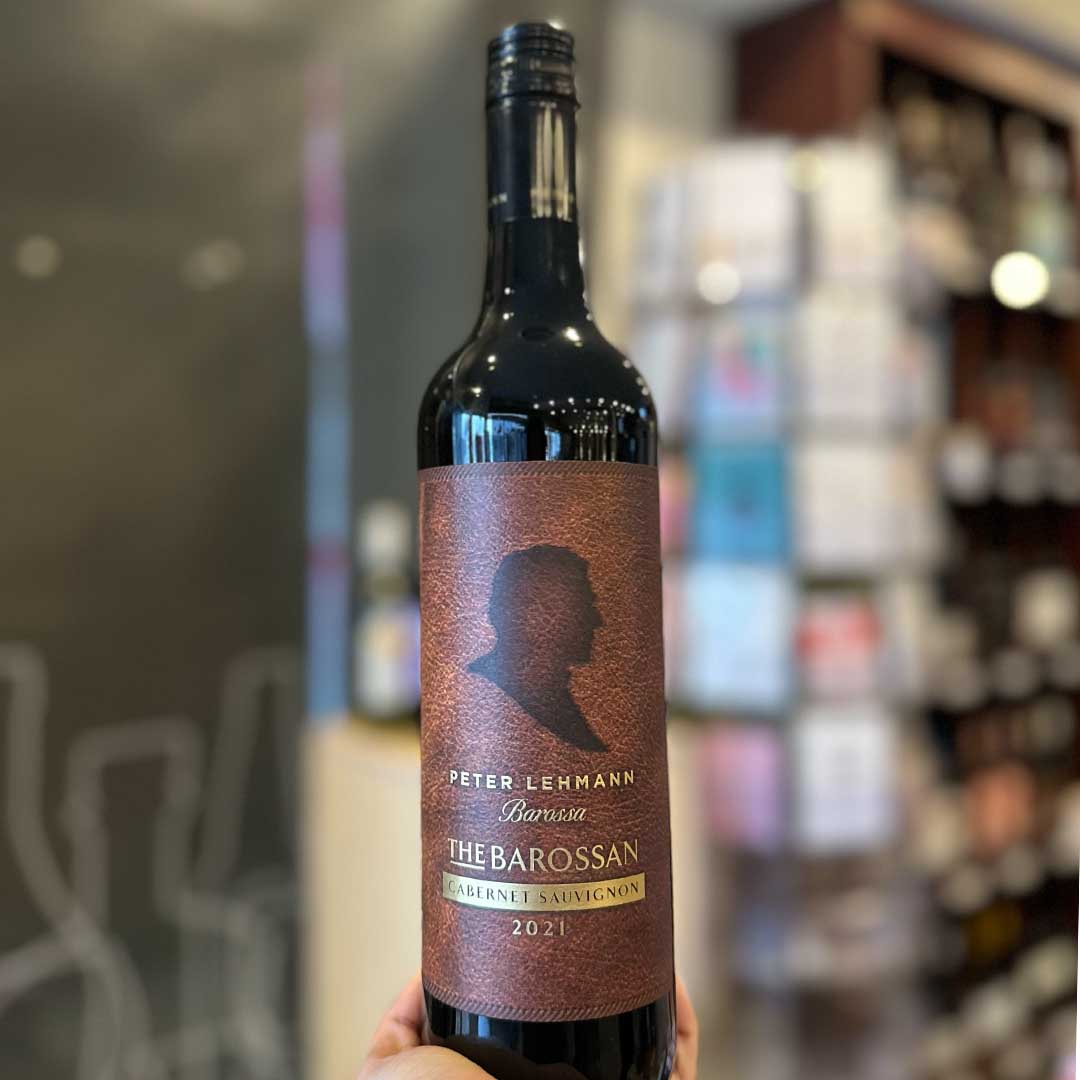 PETER LEHMANN
Barossa
THE BAROSSAN
CABERNET SAUVIGNON
2021